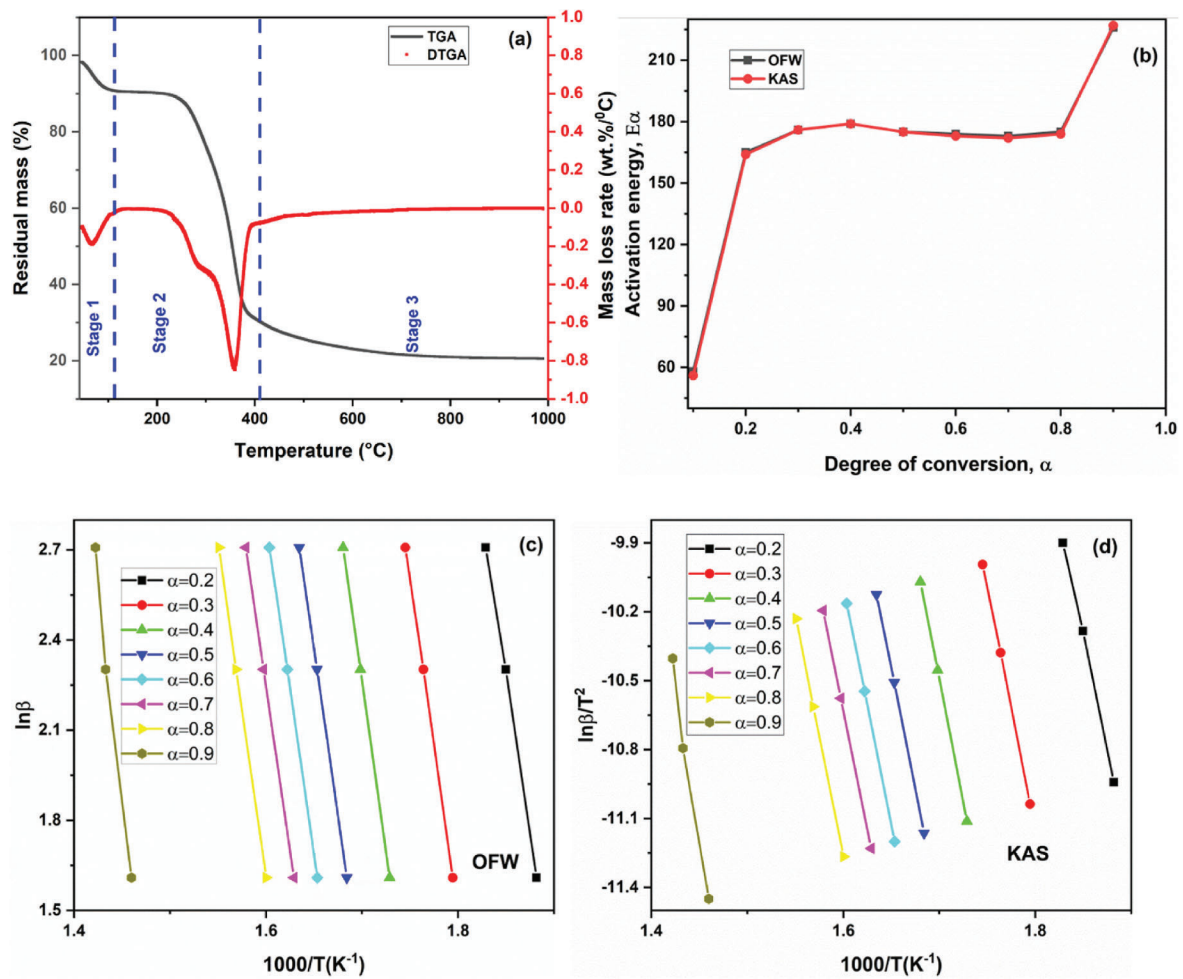 (a)
TGA
DTGA
Residual mass (%)
100
80
60
40
20
Stage 1
Stage 2
Stage 3
200
400
600
800
1000
Temperature (°C)
1.0
0.8
0.6
0.4
0.2
0.0
-0.2
-0.4
-0.6
-0.8
-1.0
Mass loss rate (wt.%/⁰C)
(b)
OFW
KAS
Activation energy, Eα
210
180
150
120
90
60
0.2
0.4
0.6
0.8
1.0
Degree of conversion, α
(c)
α=0.2
α=0.3
α=0.4
α=0.5
α=0.6
α=0.7
α=0.8
α=0.9
lnβ
2.7
2.4
2.1
1.8
1.5
OFW
1.4
1.6
1.8
1000/T(K⁻¹)
(d)
α=0.2
α=0.3
α=0.4
α=0.5
α=0.6
α=0.7
α=0.8
α=0.9
lnβ/T²
-9.9
-10.2
-10.5
-10.8
-11.1
-11.4
KAS
1.4
1.6
1.8
1000/T(K⁻¹)